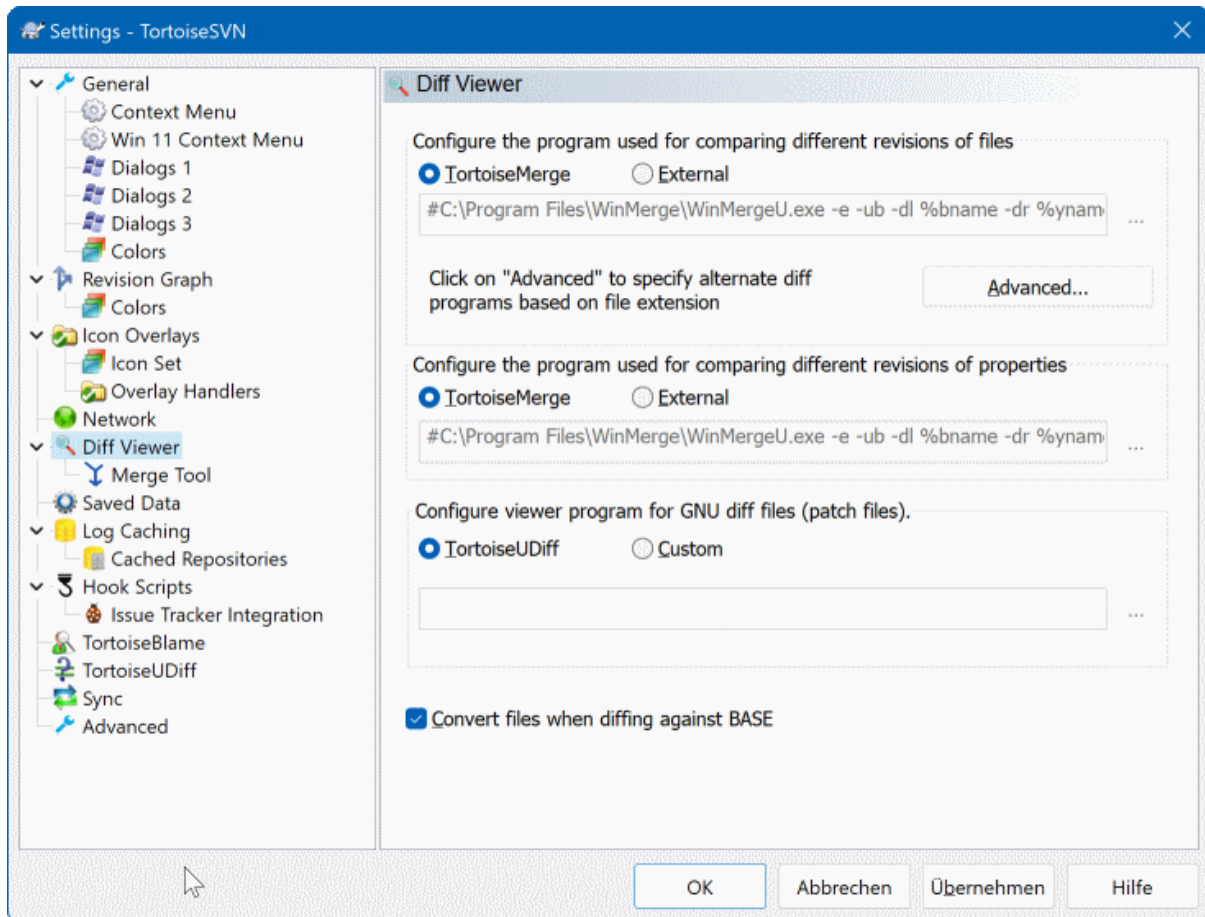 Settings - TortoiseSVN
General
Context Menu
Win 11 Context Menu
Dialogs 1
Dialogs 2
Dialogs 3
Colors
Revision Graph
Colors
Icon Overlays
Icon Set
Overlay Handlers
Network
Diff Viewer
Merge Tool
Saved Data
Log Caching
Cached Repositories
Hook Scripts
Issue Tracker Integration
TortoiseBlame
TortoiseUDiff
Sync
Advanced
Diff Viewer
Configure the program used for comparing different revisions of files
TortoiseMerge External
#C:\Program Files\WinMerge\WinMergeU.exe -e -ub -dl %bname -dr %ynam
...
Click on "Advanced" to specify alternate diff
programs based on file extension
Advanced...
Configure the program used for comparing different revisions of properties
TortoiseMerge External
#C:\Program Files\WinMerge\WinMergeU.exe -e -ub -dl %bname -dr %ynam
...
Configure viewer program for GNU diff files (patch files).
TortoiseUDiff Custom
...
Convert files when diffing against BASE
OK Abbrechen Übernehmen Hilfe